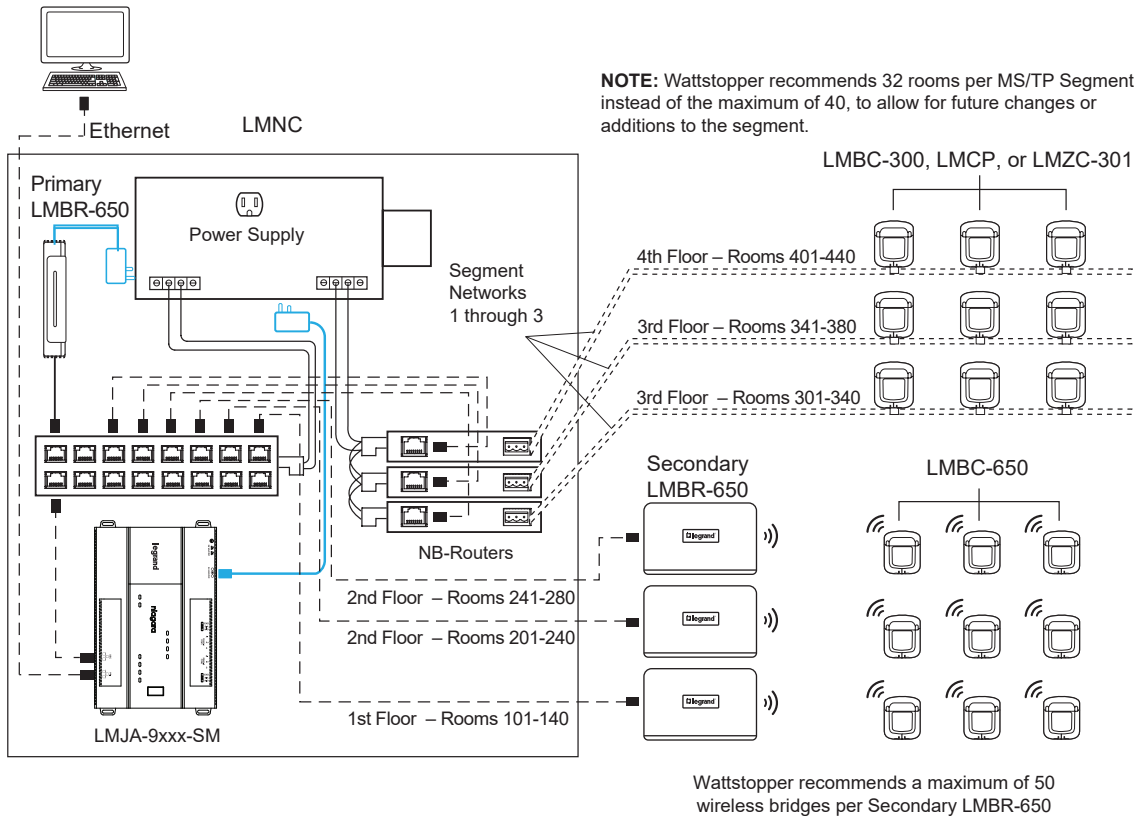 Ethernet
LMNC
NOTE: Wattstopper recommends 32 rooms per MS/TP Segment
instead of the maximum of 40, to allow for future changes or
additions to the segment.
LMBC-300, LMCP, or LMZC-301
Primary
LMBR-650
Power Supply
Segment
Networks
1 through 3
4th Floor – Rooms 401-440
3rd Floor – Rooms 341-380
3rd Floor – Rooms 301-340
NB-Routers
Secondary
LMBR-650
LMBC-650
legrand
legrand
legrand
2nd Floor – Rooms 241-280
2nd Floor – Rooms 201-240
1st Floor – Rooms 101-140
legrand
niagara
LMJA-9xxx-SM
Wattstopper recommends a maximum of 50
wireless bridges per Secondary LMBR-650